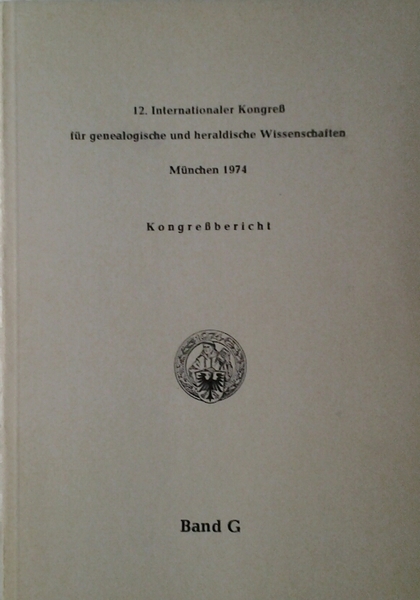 12. Internationaler Kongreß
für genealogische und heraldische Wissenschaften
München 1974
Kongreßbericht
Band G